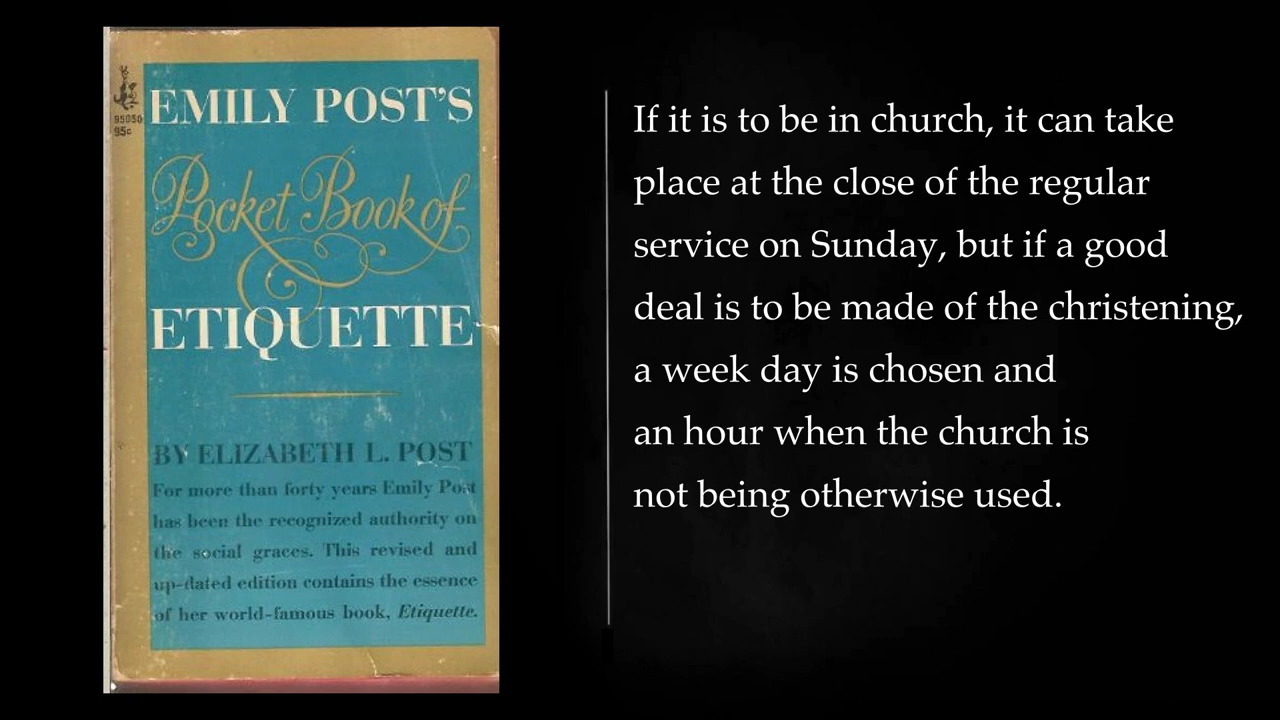 EMILY POST'S
Pocket Book of
ETIQUETTE
95050
95c
BY ELIZABETH L. POST
For more than forty years Emily Post
has been the recognized authority on
the social graces. This revised and
up-dated edition contains the essence
of her world-famous book, Etiquette.
If it is to be in church, it can take
place at the close of the regular
service on Sunday, but if a good
deal is to be made of the christening,
a week day is chosen and
an hour when the church is
not being otherwise used.